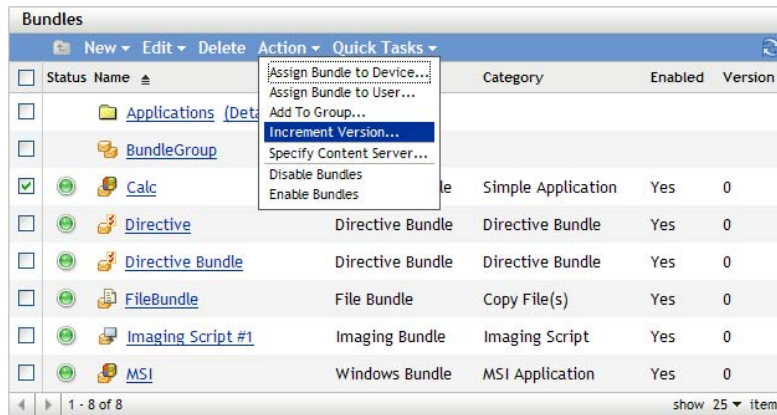 Bundles
New Edit Delete Action Quick Tasks
Status Name Category Enabled Version
Assign Bundle to Device...
Assign Bundle to User...
Add To Group...
Increment Version...
Specify Content Server...
Disable Bundles
Enable Bundles
Applications (Deta
BundleGroup
Calc le Simple Application Yes 0
Directive Directive Bundle Directive Bundle Yes 0
Directive Bundle Directive Bundle Directive Bundle Yes 0
FileBundle File Bundle Copy File(s) Yes 0
Imaging Script #1 Imaging Bundle Imaging Script Yes 0
MSI Windows Bundle MSI Application Yes 0
1 - 8 of 8 show 25 item